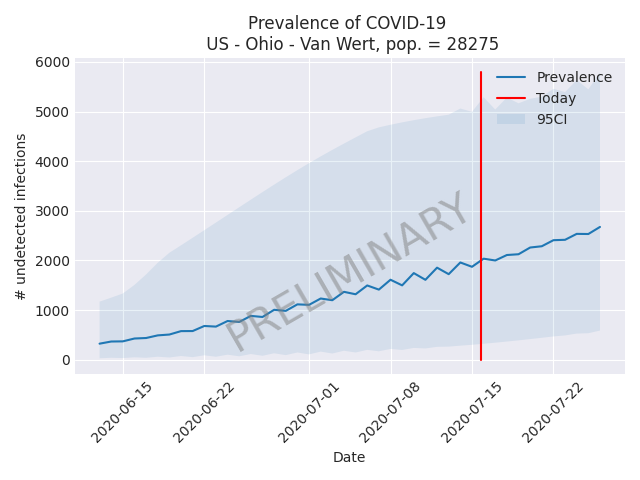 Prevalence of COVID-19
US - Ohio - Van Wert, pop. = 28275
6000
5000
4000
3000
2000
1000
0
# undetected infections
Prevalence
Today
95CI
PRELIMINARY
2020-06-15
2020-06-22
2020-07-01
2020-07-08
2020-07-15
2020-07-22
Date